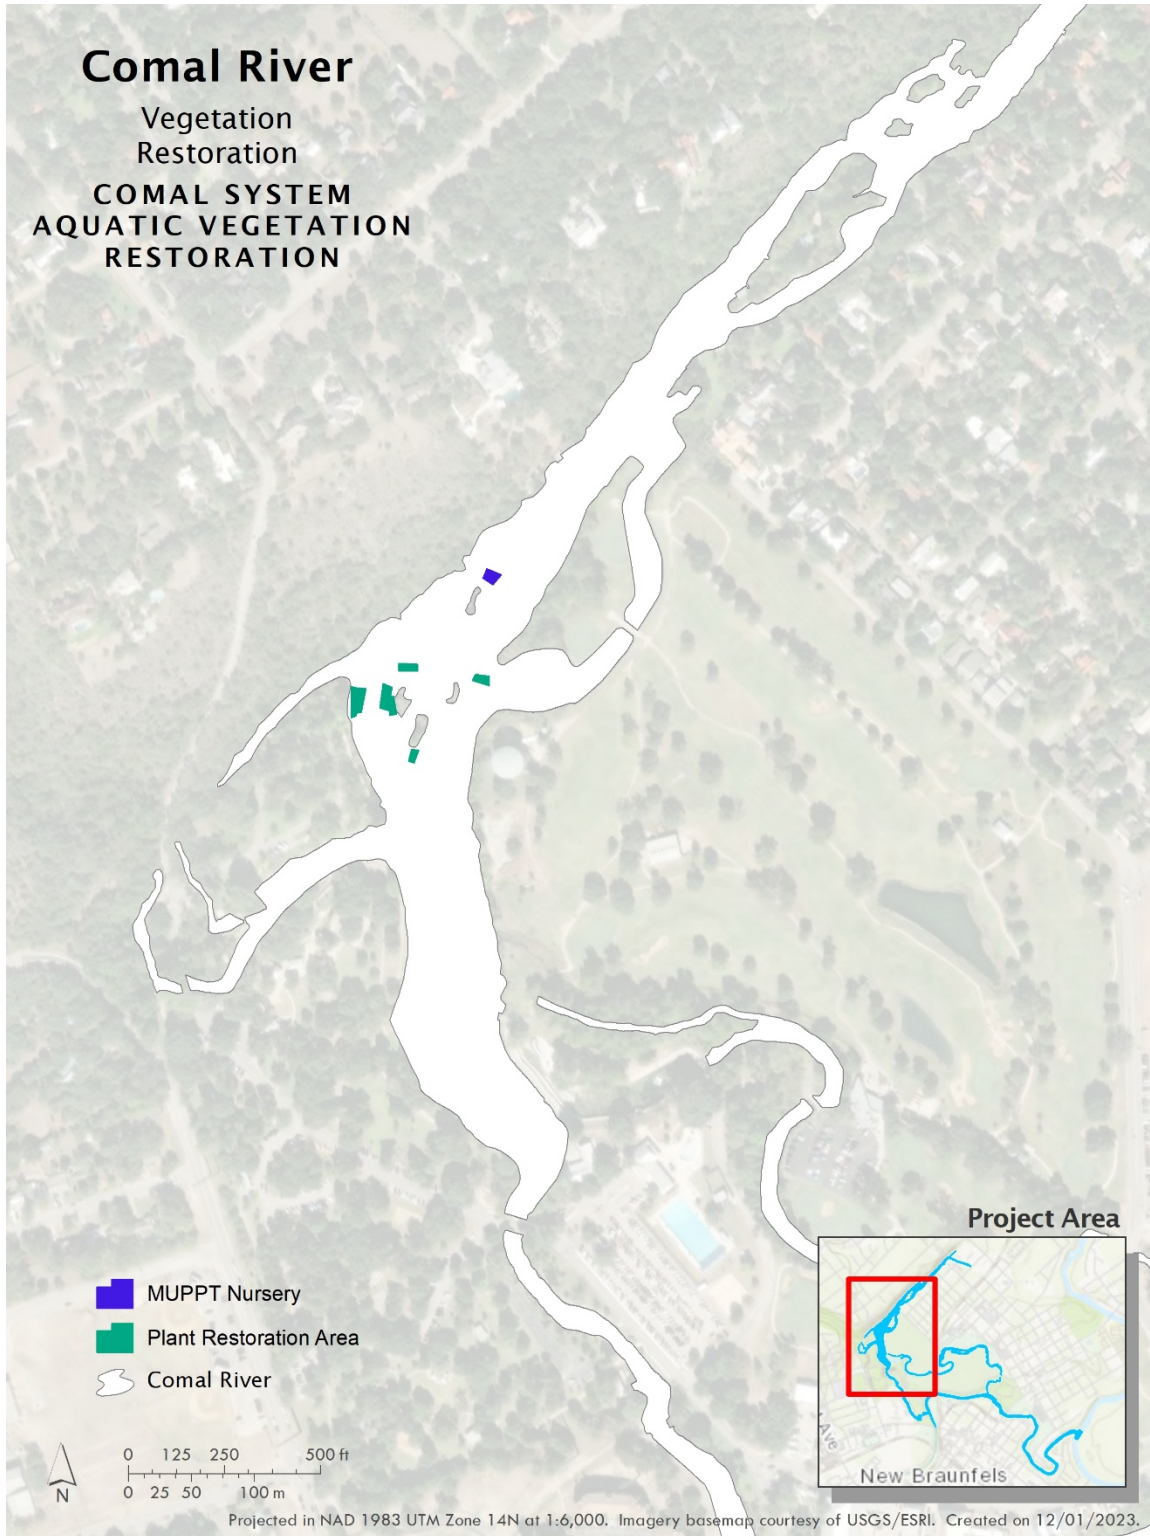 Comal River
Vegetation
Restoration
COMAL SYSTEM
AQUATIC VEGETATION
RESTORATION
Project Area
MUPPT Nursery
Plant Restoration Area
Comal River
0 125 250 500 ft
0 25 50 100 m
N
Ave
New Braunfels
Projected in NAD 1983 UTM Zone 14N at 1:6,000. Imagery basemap courtesy of USGS/ESRI. Created on 12/01/2023.